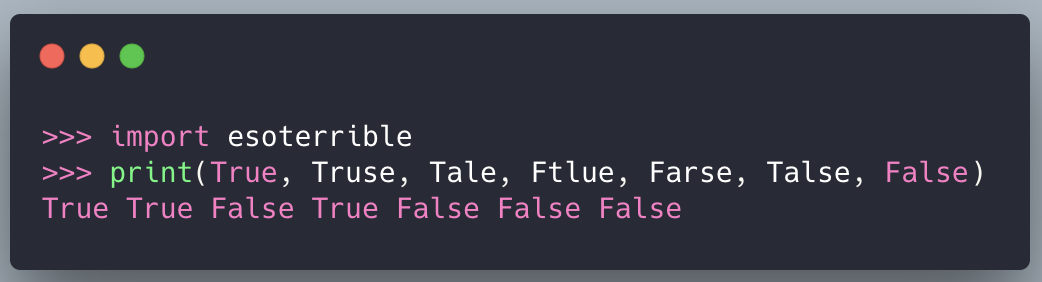 >>> import esoterrible
>>> print(True, Truse, Tale, Ftlue, Farse, Talse, False)
True True False True False False False